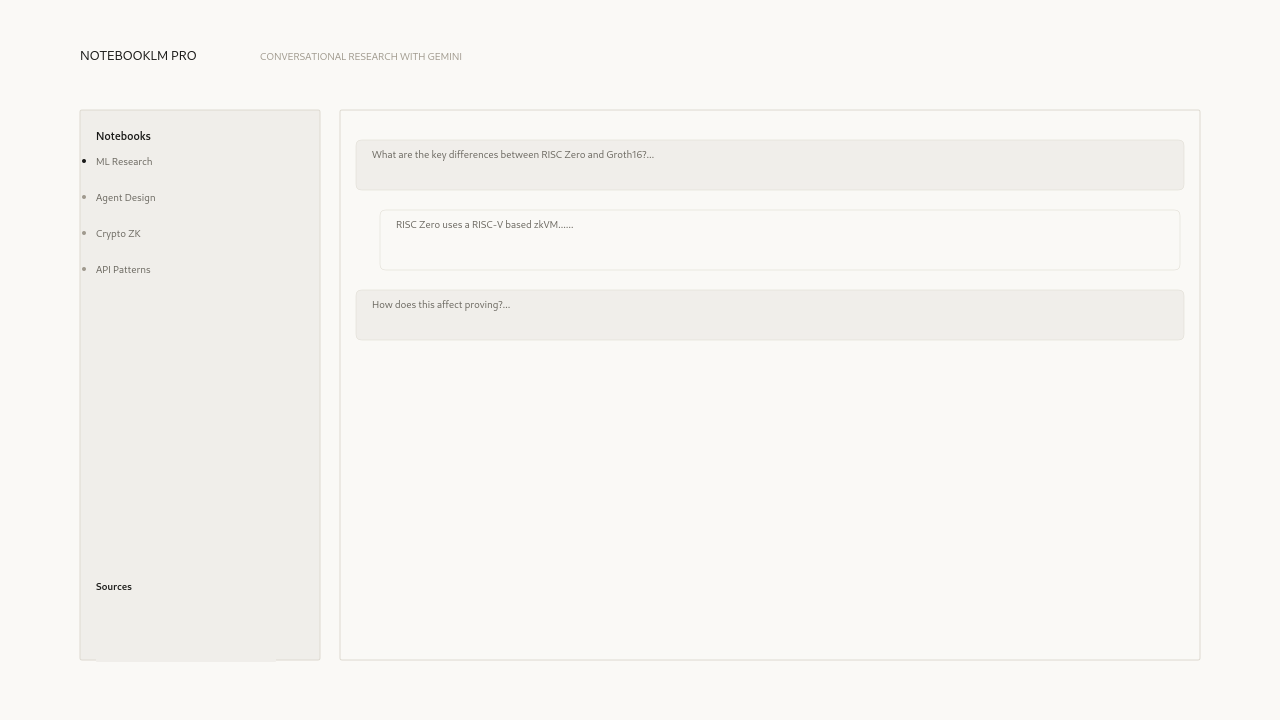 NOTEBOOKLM PRO
CONVERSATIONAL RESEARCH WITH GEMINI
Notebooks
ML Research
Agent Design
Crypto ZK
API Patterns
Sources
What are the key differences between RISC Zero and Groth16?...
RISC Zero uses a RISC-V based zkVM......
How does this affect proving?...